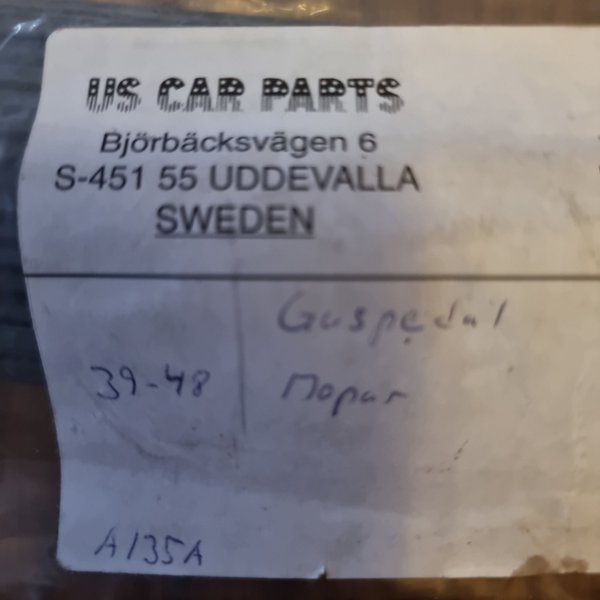 US CAR PARTS
Björbäcksvägen 6
S-451 55 UDDEVALLA
SWEDEN
Gaspedal
39-48 Mopar
A135A